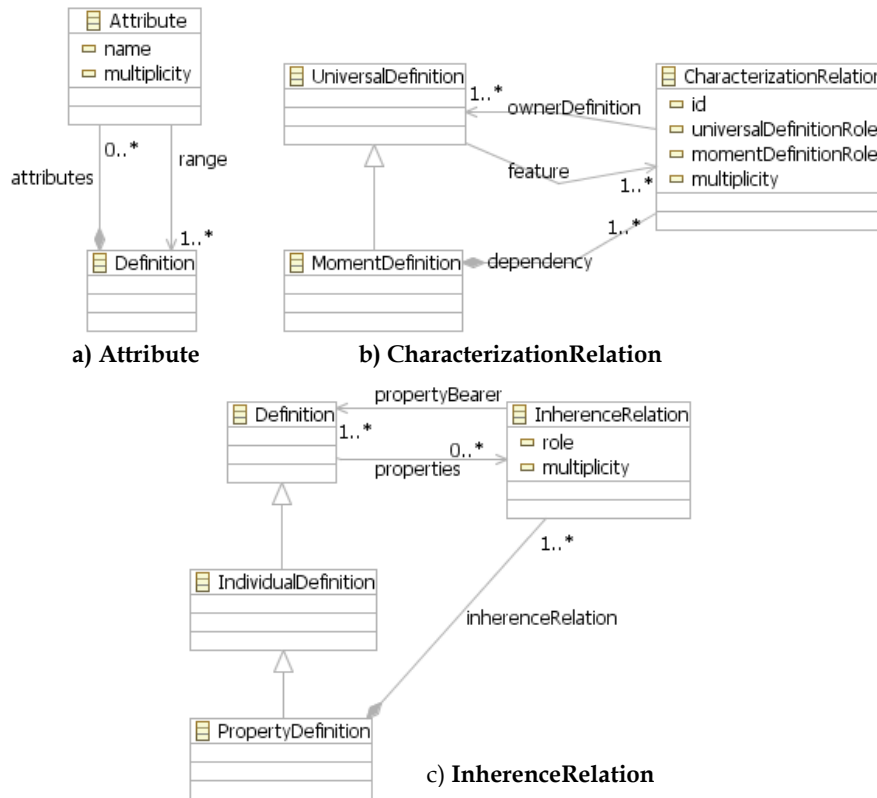 Attribute
name
multiplicity
0..*
attributes
range
1..*
Definition
a) Attribute
UniversalDefinition
CharacterizationRelation
id
universalDefinitionRole
momentDefinitionRole
multiplicity
1..*
ownerDefinition
feature
1..*
1..*
MomentDefinition
dependency
b) CharacterizationRelation
Definition
propertyBearer
InherenceRelation
role
multiplicity
1..*
0..*
properties
1..*
IndividualDefinition
inherenceRelation
PropertyDefinition
c) InherenceRelation